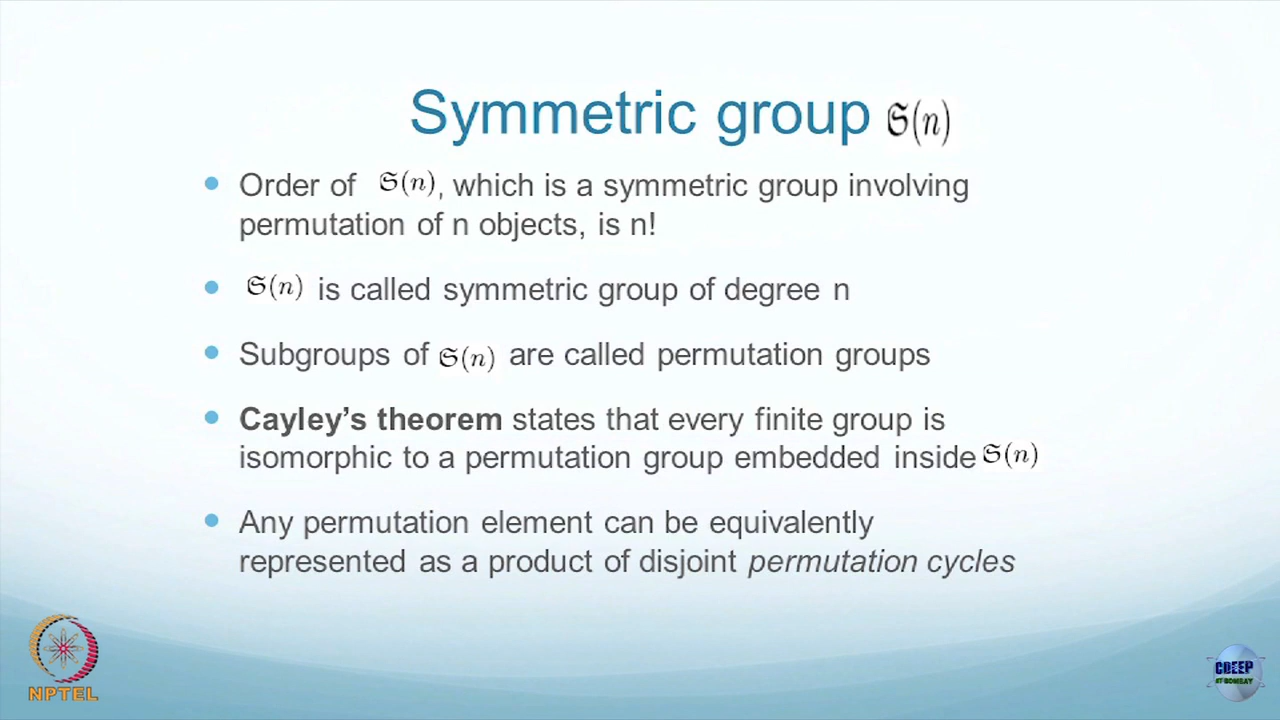 Symmetric group 𝔖(n)
• Order of 𝔖(n), which is a symmetric group involving
permutation of n objects, is n!
• 𝔖(n) is called symmetric group of degree n
• Subgroups of 𝔖(n) are called permutation groups
• Cayley’s theorem states that every finite group is
isomorphic to a permutation group embedded inside 𝔖(n)
• Any permutation element can be equivalently
represented as a product of disjoint permutation cycles
NPTEL
CDEEP
IIT BOMBAY